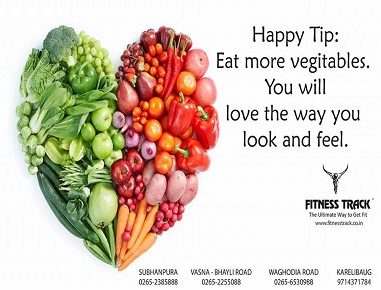 Happy Tip:
Eat more vegitables.
You will
love the way you
look and feel.
FITNESS TRACK
The Ultimate Way to Get Fit
www.fitnesstrack.co.in
SUBHANPURA VASNA - BHAYLI ROAD WAGHODIA ROAD KARELIBAUG
0265-2385888 0265-2255088 0265-6530988 9714371784